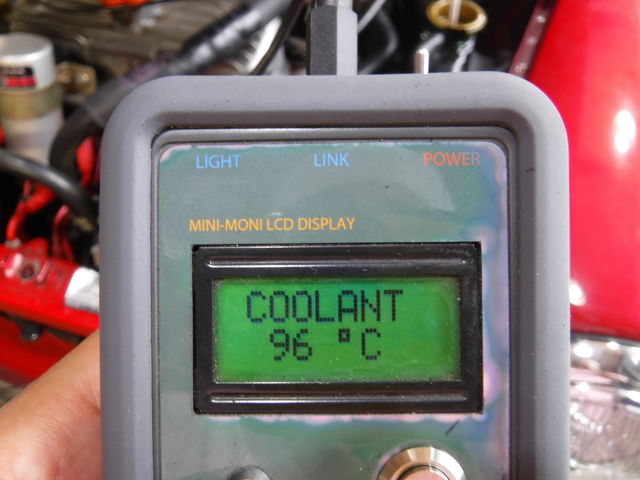 LIGHT LINK POWER
MINI-MONI LCD DISPLAY
COOLANT
96 °C